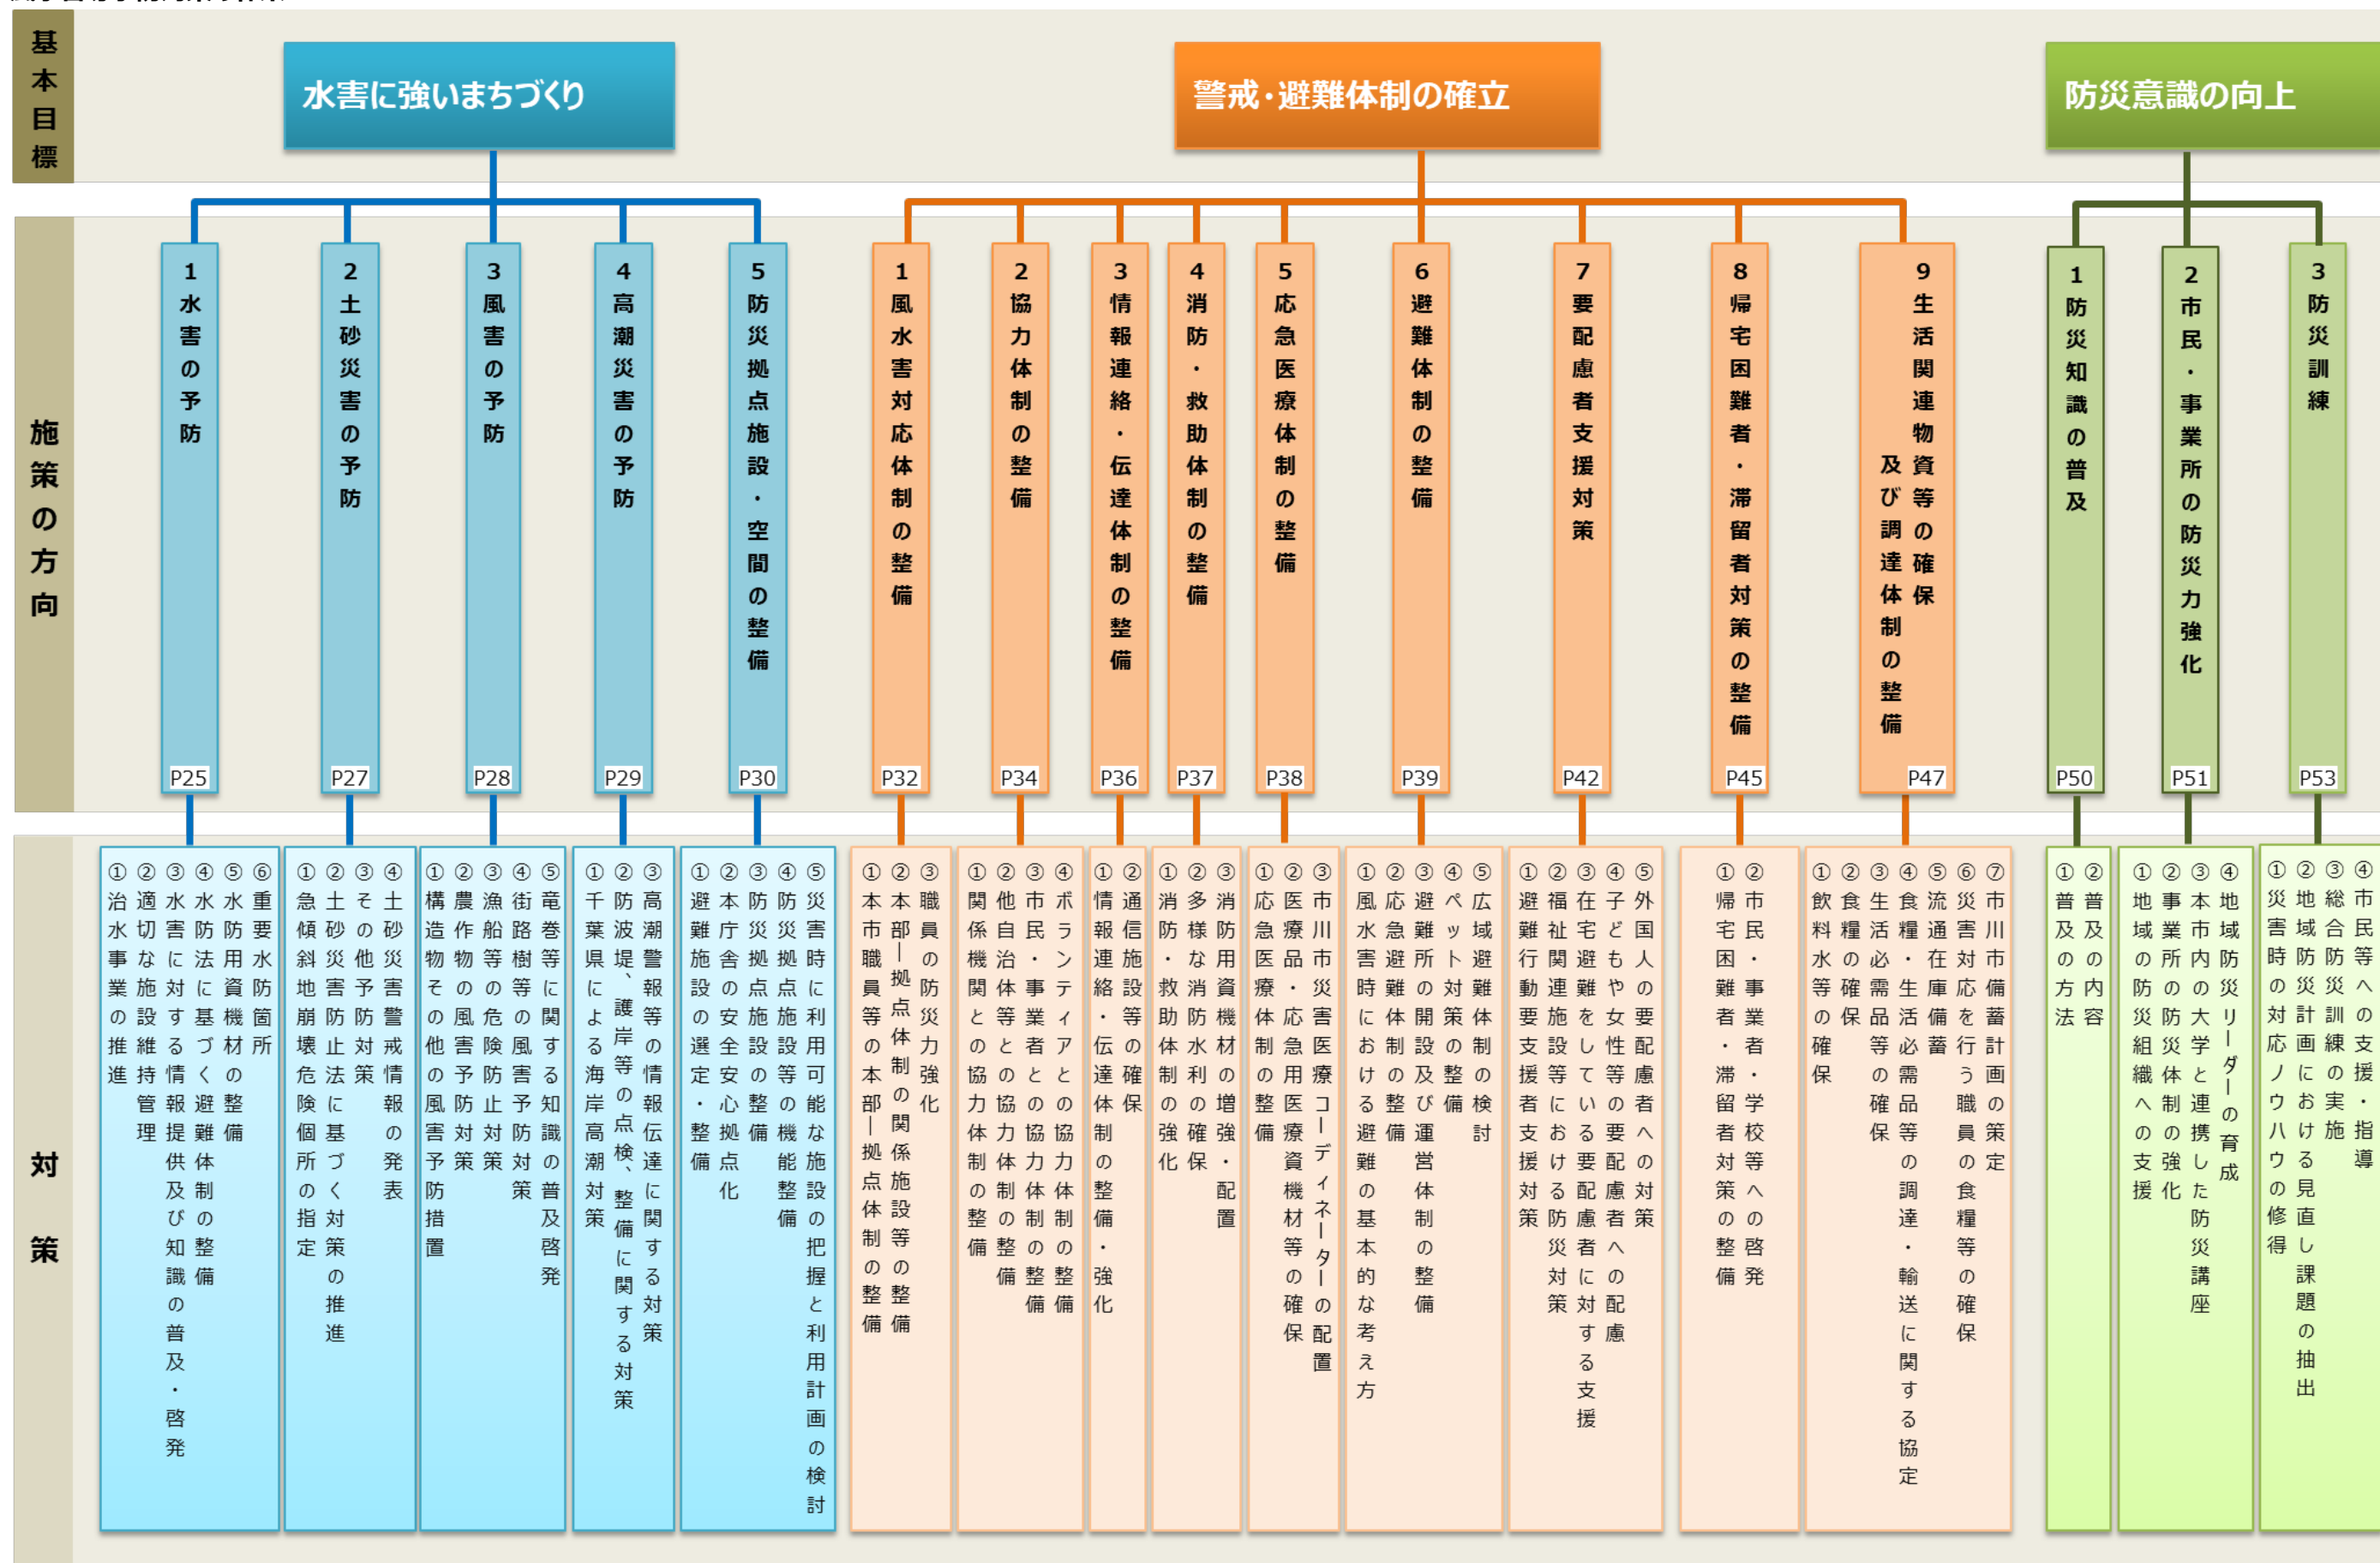 基本目標
水害に強いまちづくり
警戒・避難体制の確立
防災意識の向上
施策の方向
1水害の予防
P25
2土砂災害の予防
P27
3風害の予防
P28
4高潮災害の予防
P29
5防災拠点施設・空間の整備
P30
1風水害対応体制の整備
P32
2協力体制の整備
P34
3情報連絡・伝達体制の整備
P36
4消防・救助体制の整備
P37
5応急医療体制の整備
P38
6避難体制の整備
P39
7要配慮者支援対策
P42
8帰宅困難者・滞留者対策の整備
P45
9生活関連物資等の確保
及び調達体制の整備
P47
1防災知識の普及
P50
2市民・事業所の防災力強化
P51
3防災訓練
P53
対策
①治水事業の推進
②適切な施設維持管理
③水害に対する情報提供及び知識の普及・啓発
④水防法に基づく避難体制の整備
⑤水防用資機材の整備
⑥重要水防箇所
①急傾斜地崩壊危険個所の指定
②土砂災害防止法に基づく対策の推進
③その他予防対策
④土砂災害警戒情報の発表
①構造物その他の風害予防措置
②農作物の風害予防対策
③漁船等の危険防止対策
④街路樹等の風害予防対策
⑤竜巻等に関する知識の普及啓発
①千葉県による海岸高潮対策
②防波堤、護岸等の点検、整備に関する対策
③高潮警報等の情報伝達に関する対策
①避難施設の選定・整備
②本庁舎の安全安心拠点化
③防災拠点施設の整備
④防災拠点施設等の機能整備
⑤災害時に利用可能な施設の把握と利用計画の検討
①本市職員等の本部―拠点体制の整備
②本部―拠点体制の関係施設等の整備
③職員の防災力強化
①関係機関との協力体制の整備
②他自治体等との協力体制の整備
③市民・事業者との協力体制の整備
④ボランティアとの協力体制の整備
①情報連絡・伝達体制の整備・強化
②通信施設等の確保
①消防・救助体制の強化
②多様な消防水利の確保
③消防用資機材の増強・配置
①応急医療体制の整備
②医療品・応急用医療資機材等の確保
③市川市災害医療コーディネーターの配置
①風水害時における避難の基本的な考え方
②応急避難体制の整備
③避難所の開設及び運営体制の整備
④ペット対策の整備
⑤広域避難体制の検討
①避難行動要支援者支援対策
②福祉関連施設等における防災対策
③在宅避難をしている要配慮者に対する支援
④子どもや女性等の要配慮者への配慮
⑤外国人の要配慮者への対策
①帰宅困難者・滞留者対策の整備
②市民・事業者・学校等への啓発
①飲料水等の確保
②食糧の確保
③生活必需品等の確保
④食糧・生活必需品等の調達・輸送に関する協定
⑤流通在庫備蓄
⑥災害対応を行う職員の食糧等の確保
⑦市川市備蓄計画の策定
①普及の方法
②普及の内容
①地域の防災組織への支援
②事業所の防災体制の強化
③本市内の大学と連携した防災講座
④地域防災リーダーの育成
①災害時の対応ノウハウの修得
②地域防災計画における見直し課題の抽出
③総合防災訓練の実施
④市民等への支援・指導